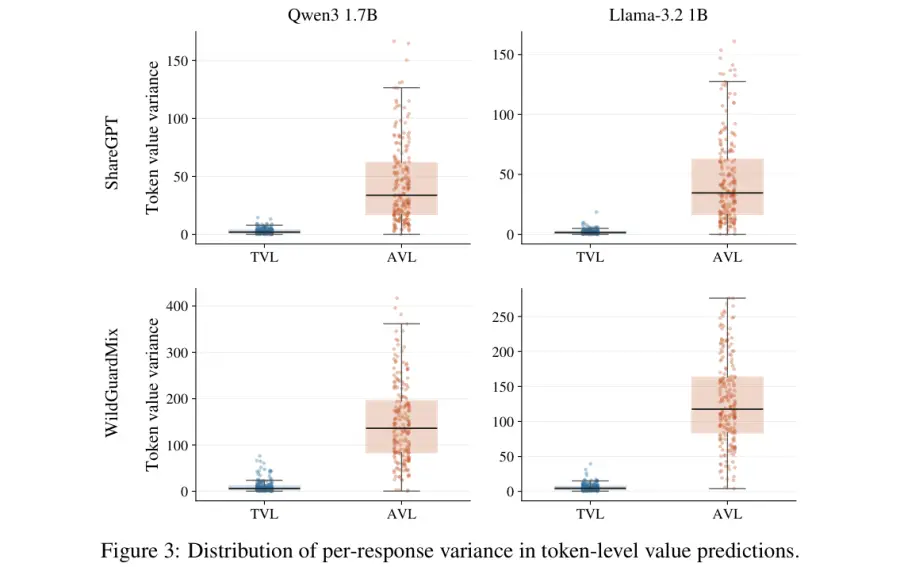 Qwen3 1.7B
Llama-3.2 1B
ShareGPT
Token value variance
150
100
50
0
TVL
AVL
150
100
50
0
TVL
AVL
WildGuardMix
Token value variance
400
300
200
100
0
TVL
AVL
250
200
150
100
50
0
TVL
AVL
Figure 3: Distribution of per-response variance in token-level value predictions.